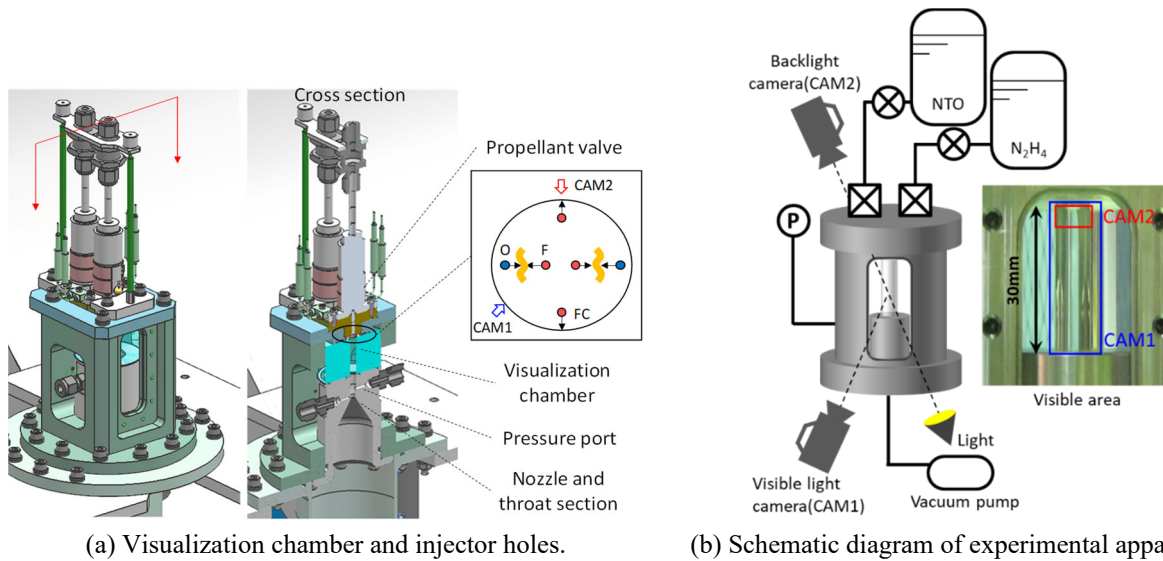 Cross section
Propellant valve
CAM2
O
F
FC
CAM1
Visualization
chamber
Pressure port
Nozzle and
throat section
(a) Visualization chamber and injector holes.
Backlight
camera(CAM2)
NTO
N₂H₄
P
CAM2
30mm
CAM1
Visible area
Light
Visible light
camera(CAM1)
Vacuum pump
(b) Schematic diagram of experimental appa